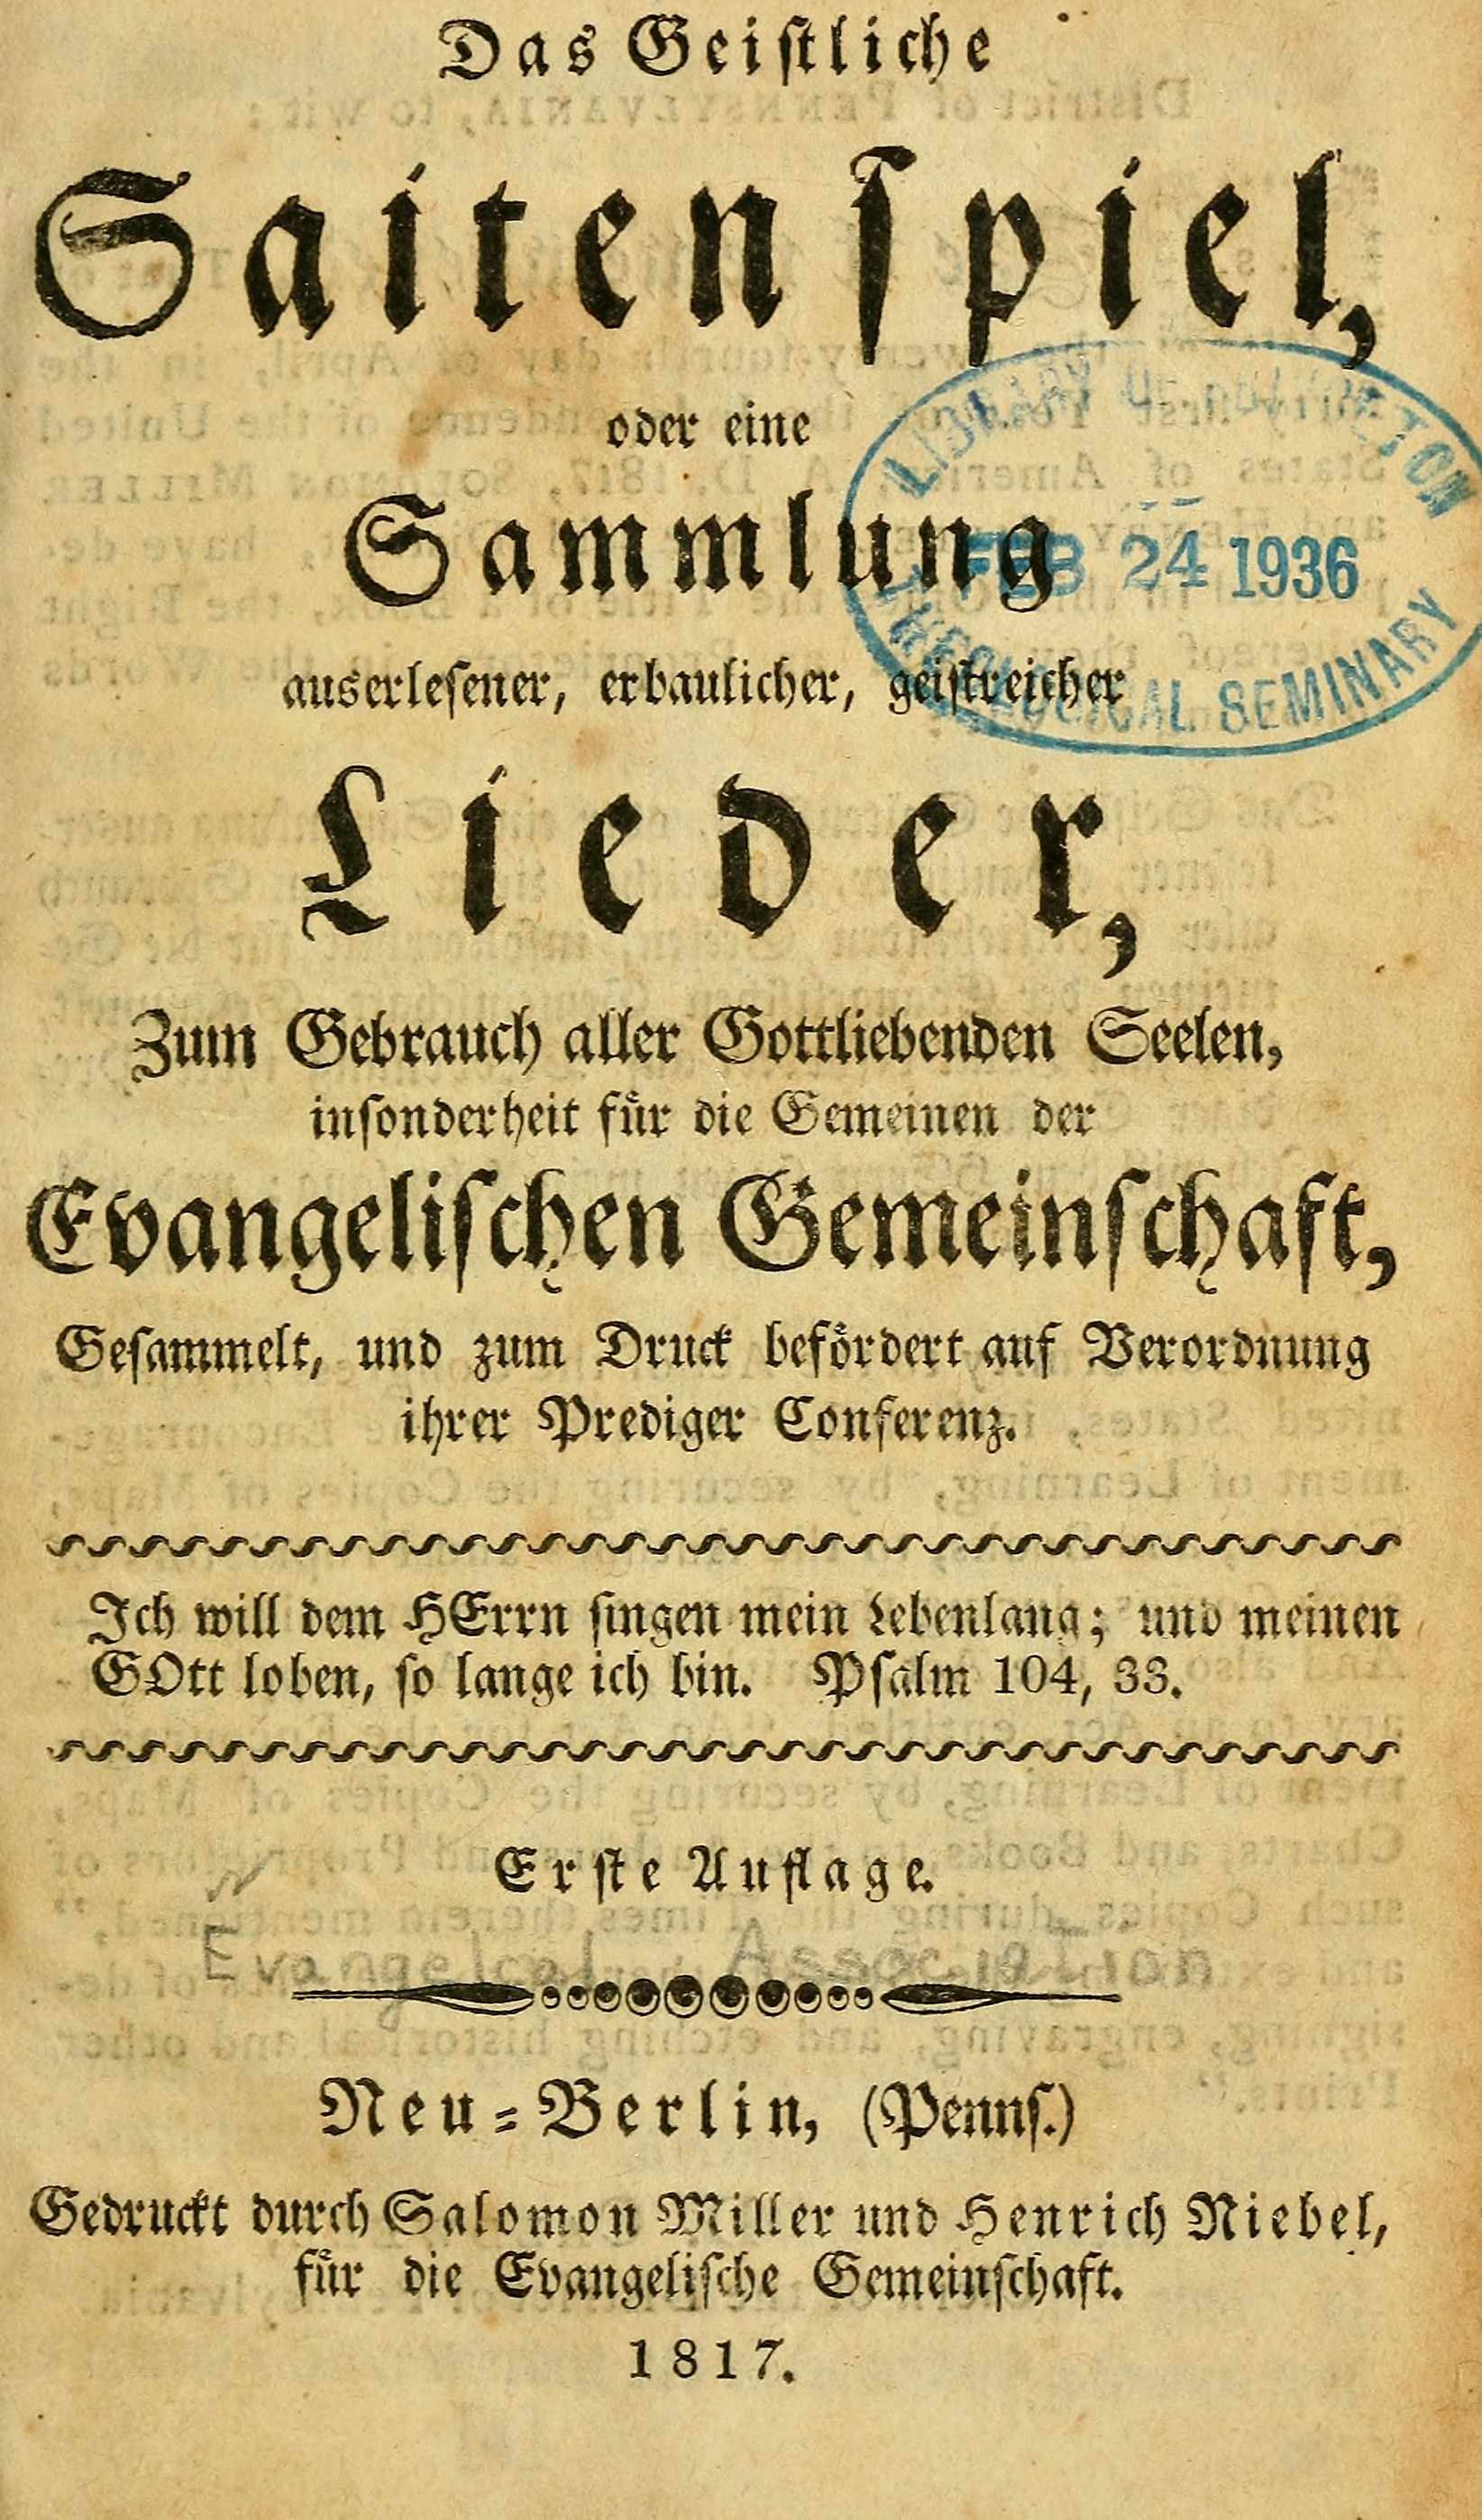 Das Geistliche
Saitenspiel,
oder eine
Sammlung
auserlesener, erbaulicher, geistreicher
Lieder,
Zum Gebrauch aller Gottliebenden Seelen,
insonderheit für die Gemeinen der
Evangelischen Gemeinschaft,
Gesammelt, und zum Druck befördert auf Verordnung
ihrer Prediger Conferenz.
Ich will dem HErrn singen mein Lebenlang; und meinen
GOtt loben, so lange ich bin. Psalm 104, 33.
Erste Auflage.
Evangelcal Association
Neu-Berlin, (Penns.)
Gedruckt durch Salomon Miller und Henrich Niebel,
für die Evangelische Gemeinschaft.
1817.
LIBRARY OF PRINCETON
FEB 24 1936
THEOLOGICAL SEMINARY